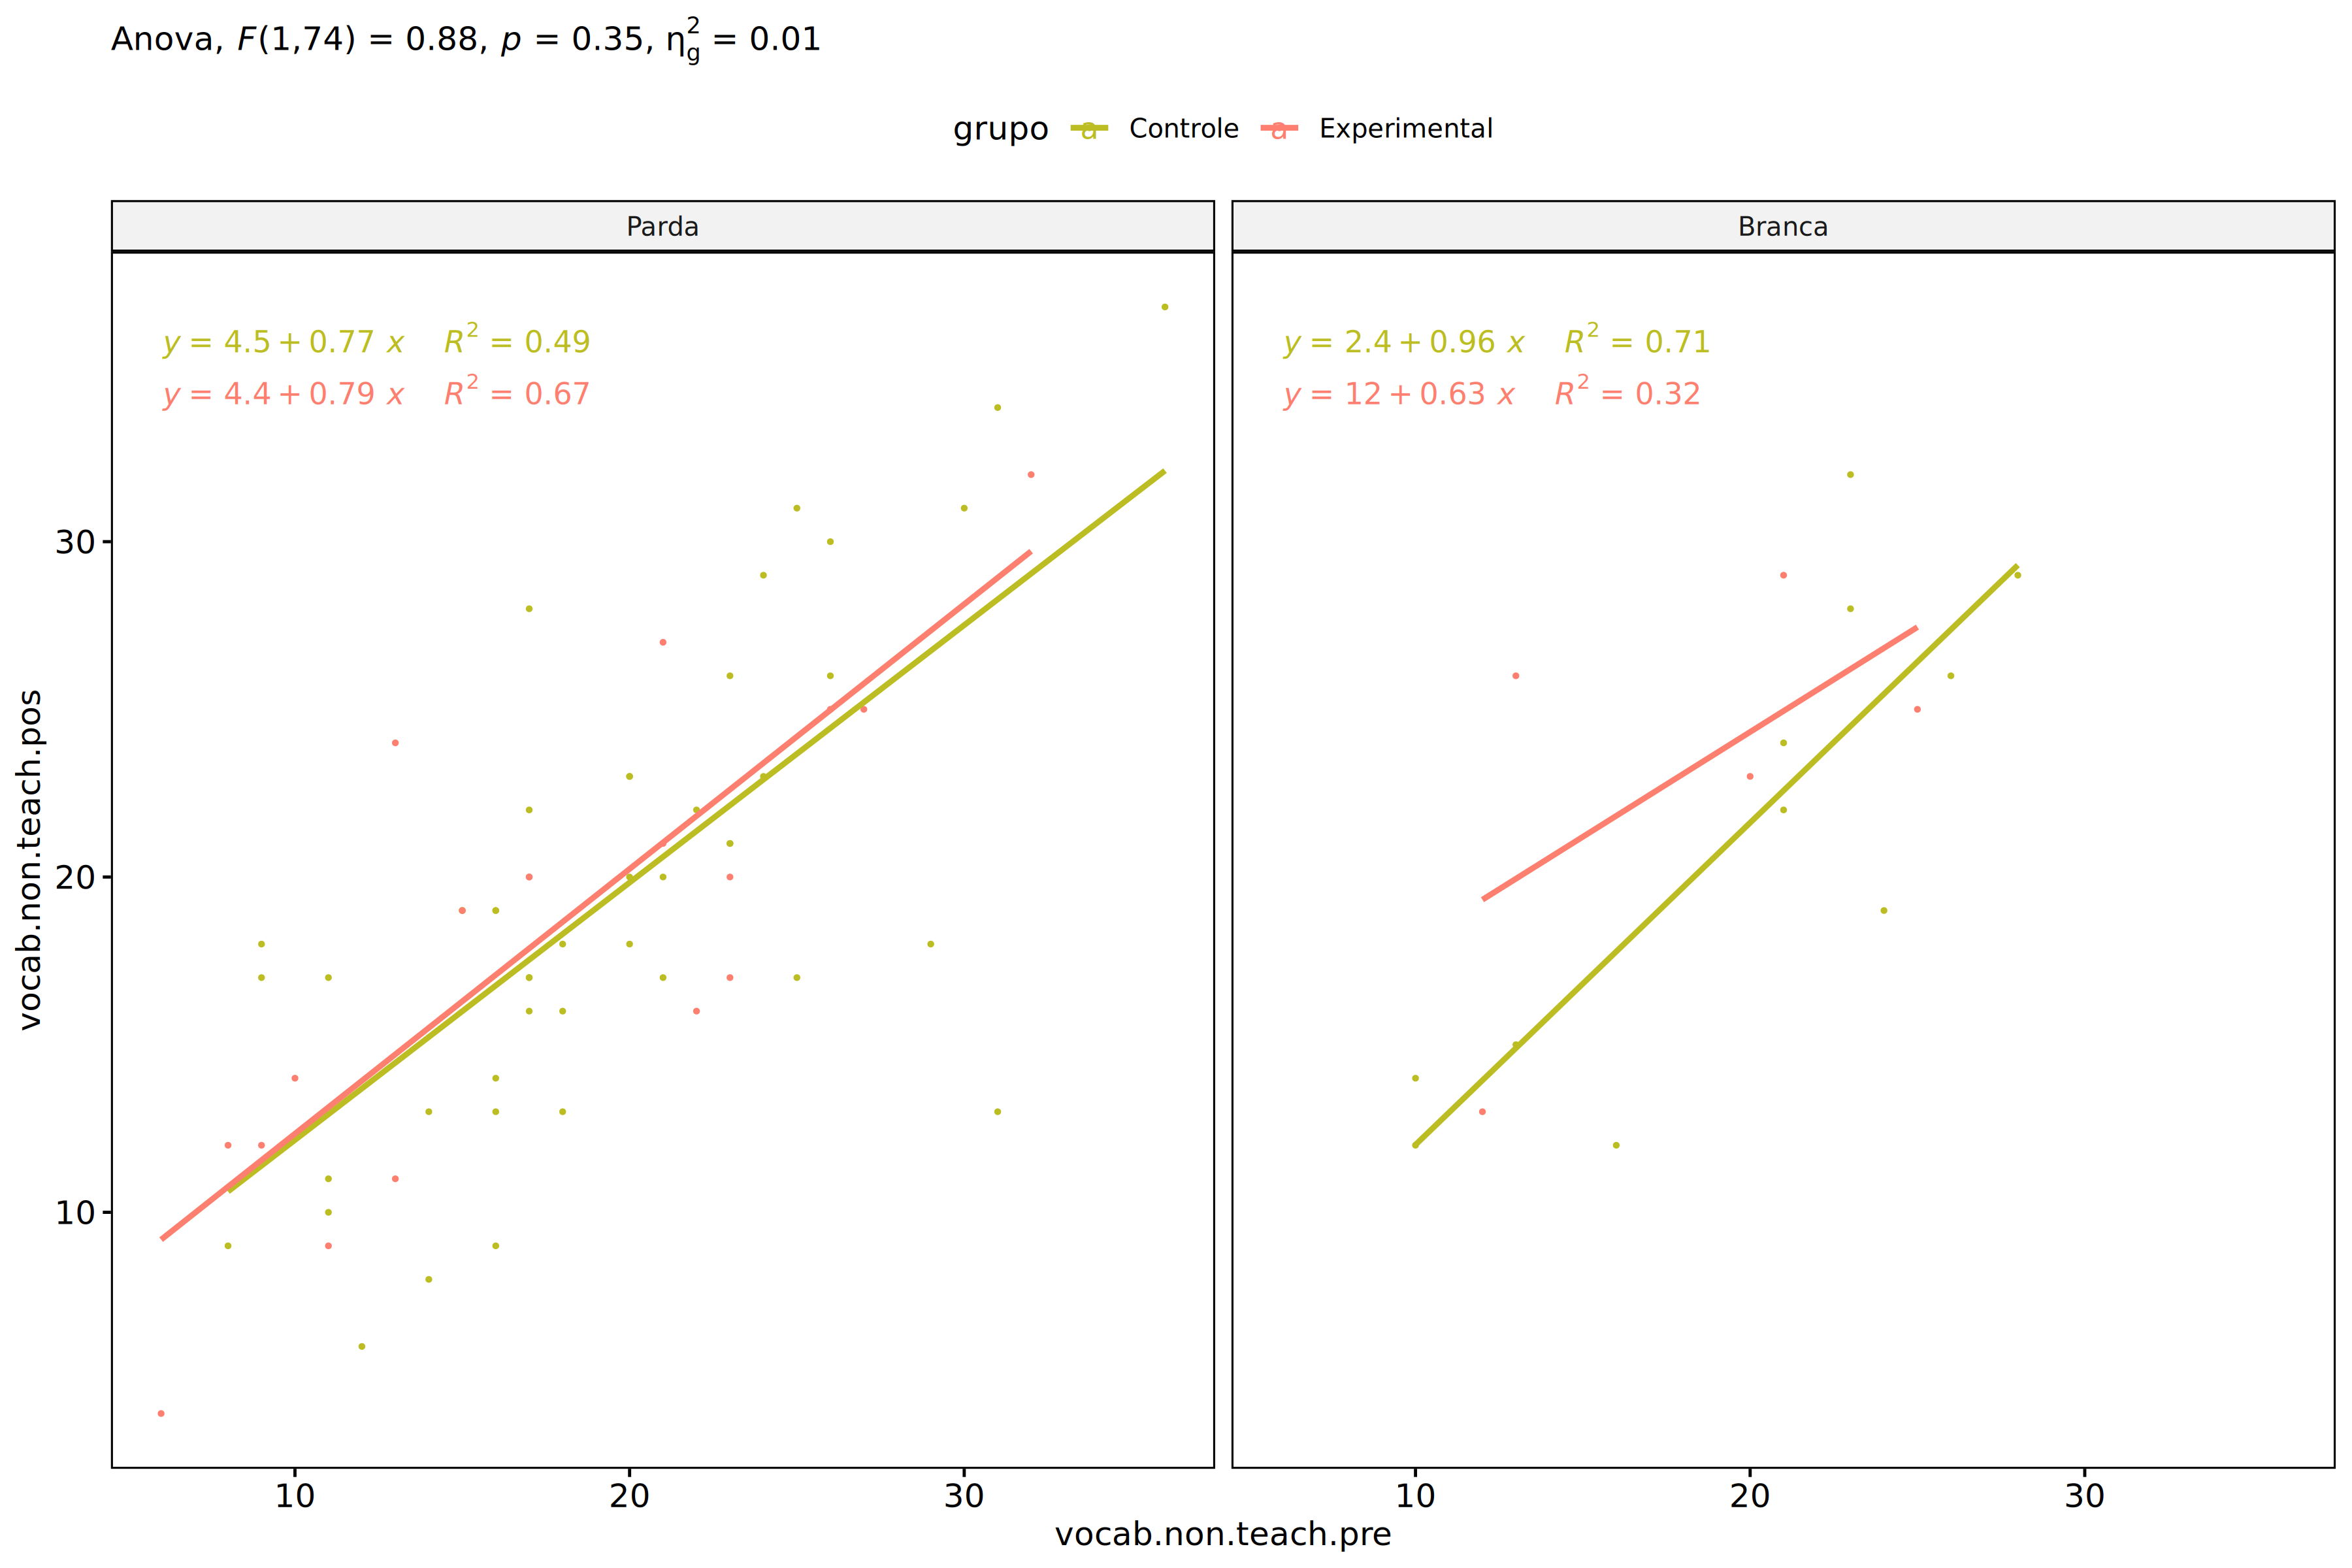 Anova, F(1,74) = 0.88, p = 0.35, η²g = 0.01
grupo a Controle a Experimental
Parda
Branca
y = 4.5 + 0.77 x R² = 0.49
y = 4.4 + 0.79 x R² = 0.67
y = 2.4 + 0.96 x R² = 0.71
y = 12 + 0.63 x R² = 0.32
vocab.non.teach.pos
30
20
10
10 20 30
10 20 30
vocab.non.teach.pre